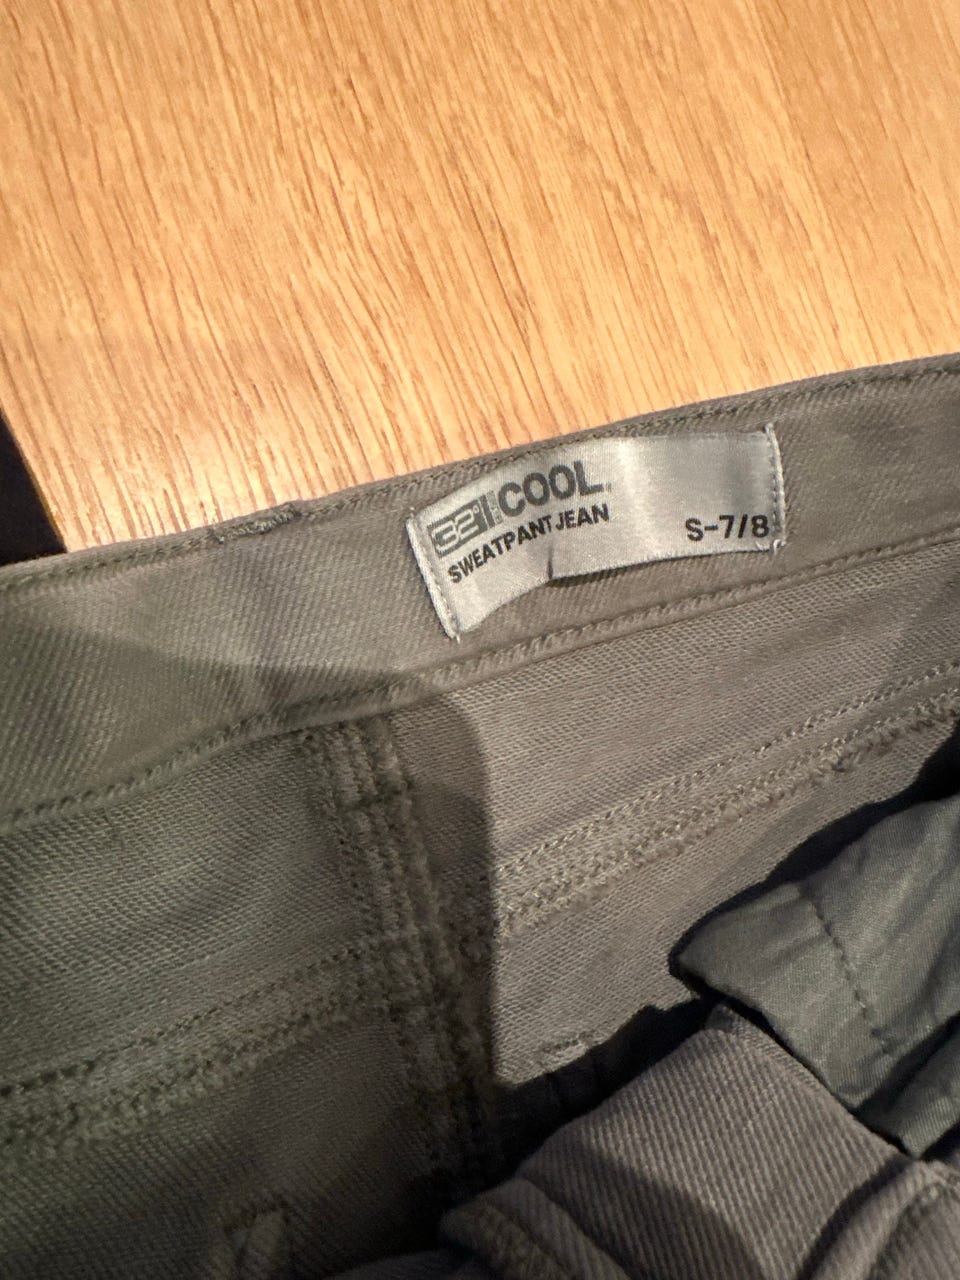 32° COOL
SWEATPANT JEAN
S-7/8